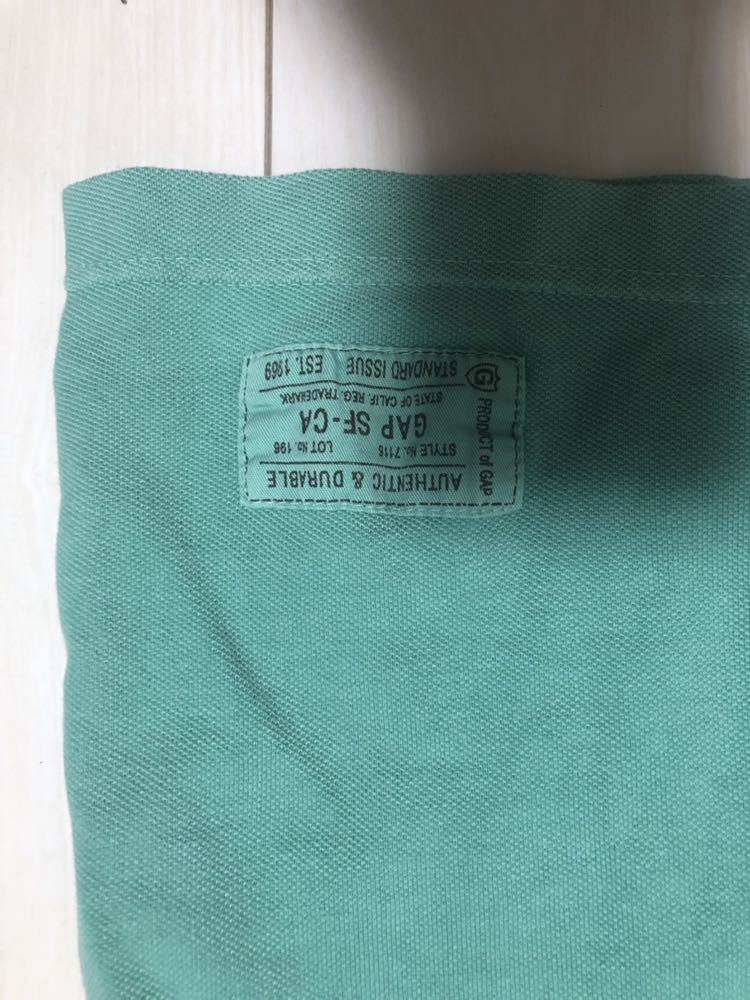 AUTHENTIC & DURABLE
STYLE No. 7118 LOT No. 196
GAP SF-CA
STATE OF CALIF. REG. TRADEMARK
STANDARD ISSUE EST. 1969
PRODUCT of GAP
G